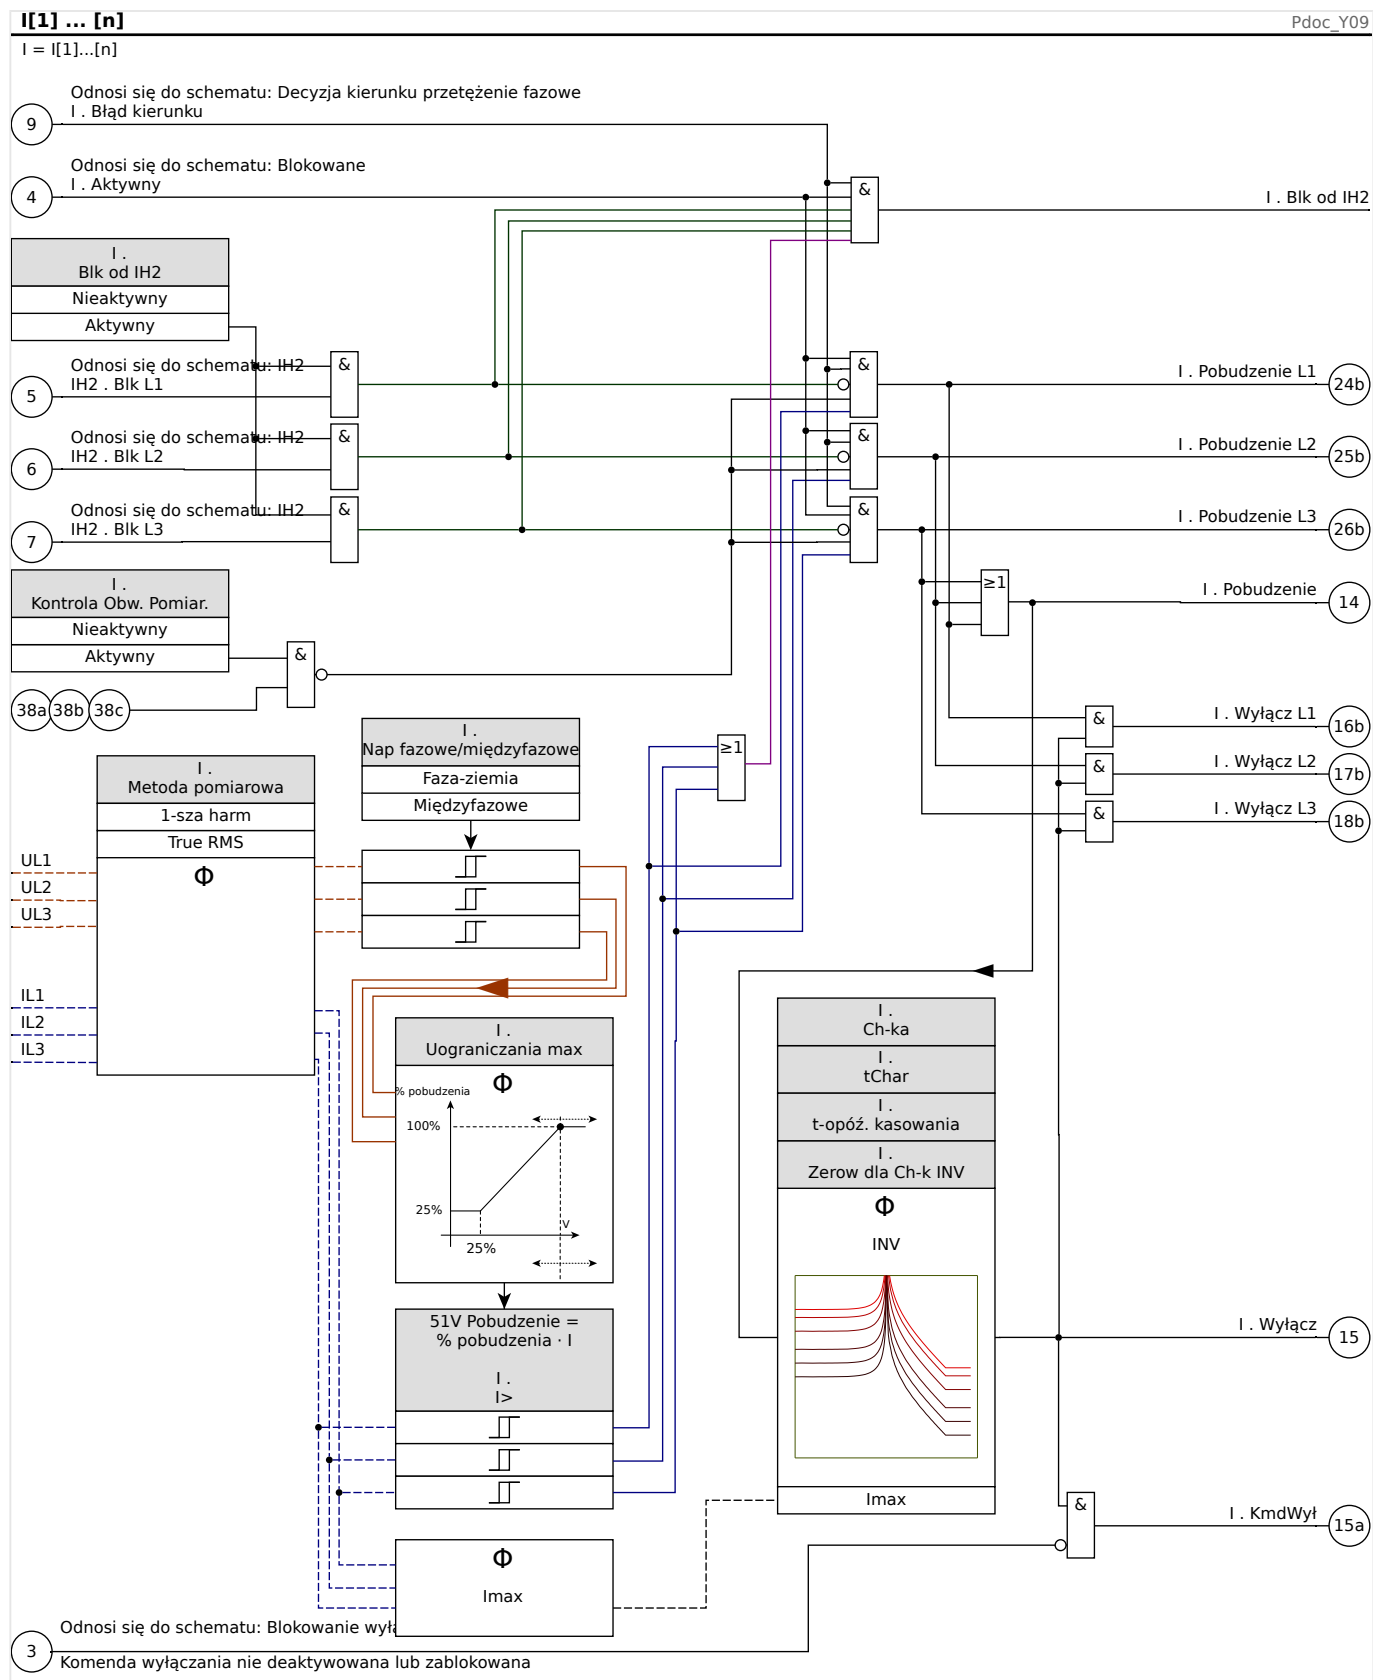 I[1] ... [n]
Pdoc_Y09
I = I[1]...[n]
Odnosi się do schematu: Decyzja kierunku przetężenie fazowe
9
I . Błąd kierunku
Odnosi się do schematu: Blokowane
4
I . Aktywny
&
I . Blk od IH2
I .
Blk od IH2
Nieaktywny
Aktywny
Odnosi się do schematu: IH2
5
IH2 . Blk L1
&
&
I . Pobudzenie L1
24b
Odnosi się do schematu: IH2
6
IH2 . Blk L2
&
&
I . Pobudzenie L2
25b
Odnosi się do schematu: IH2
7
IH2 . Blk L3
&
&
I . Pobudzenie L3
26b
I .
Kontrola Obw. Pomiar.
Nieaktywny
Aktywny
&
≥1
I . Pobudzenie
14
38a
38b
38c
I .
Nap fazowe/międzyfazowe
Faza-ziemia
Międzyfazowe
≥1
&
I . Wyłącz L1
16b
&
I . Wyłącz L2
17b
&
I . Wyłącz L3
18b
I .
Metoda pomiarowa
1-sza harm
True RMS
Φ
UL1
UL2
UL3
IL1
IL2
IL3
I .
Uograniczania max
Φ
% pobudzenia
100%
25%
V
25%
I .
Ch-ka
I .
tChar
I .
t-opóź. kasowania
I .
Zerow dla Ch-k INV
Φ
INV
Imax
51V Pobudzenie =
% pobudzenia · I
I .
I>
I . Wyłącz
15
&
I . KmdWył
15a
Φ
Imax
Odnosi się do schematu: Blokowanie wyła
3
Komenda wyłączania nie deaktywowana lub zablokowana